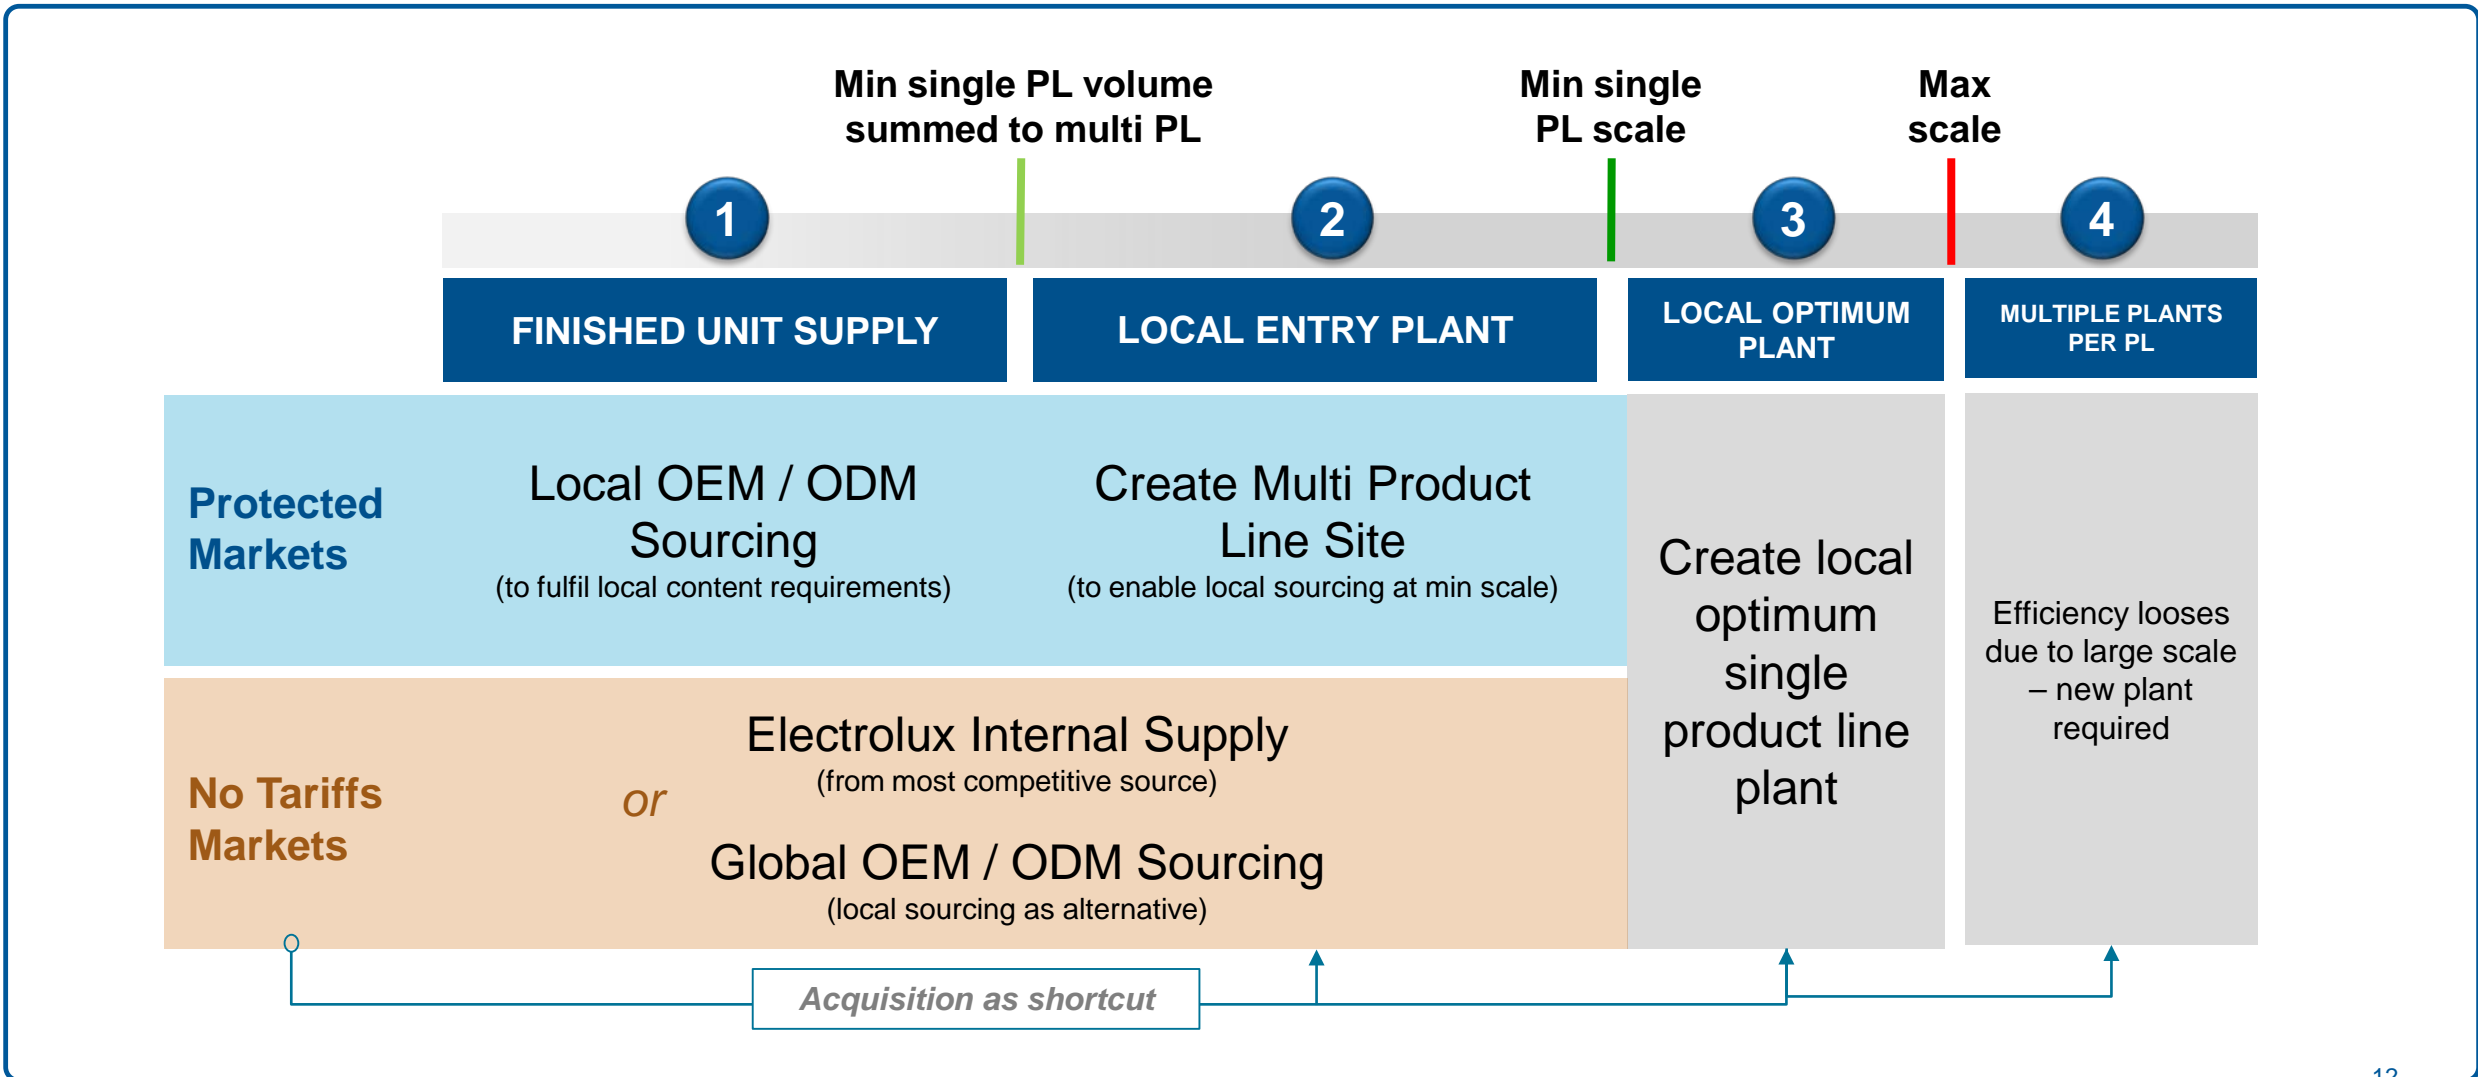 Min single PL volume
summed to multi PL
Min single
PL scale
Max
scale
1
2
3
4
FINISHED UNIT SUPPLY
LOCAL ENTRY PLANT
LOCAL OPTIMUM
PLANT
MULTIPLE PLANTS
PER PL
Protected
Markets
Local OEM / ODM
Sourcing
(to fulfil local content requirements)
Create Multi Product
Line Site
(to enable local sourcing at min scale)
Create local
optimum
single
product line
plant
Efficiency looses
due to large scale
– new plant
required
No Tariffs
Markets
Electrolux Internal Supply
(from most competitive source)
or
Global OEM / ODM Sourcing
(local sourcing as alternative)
Acquisition as shortcut
12